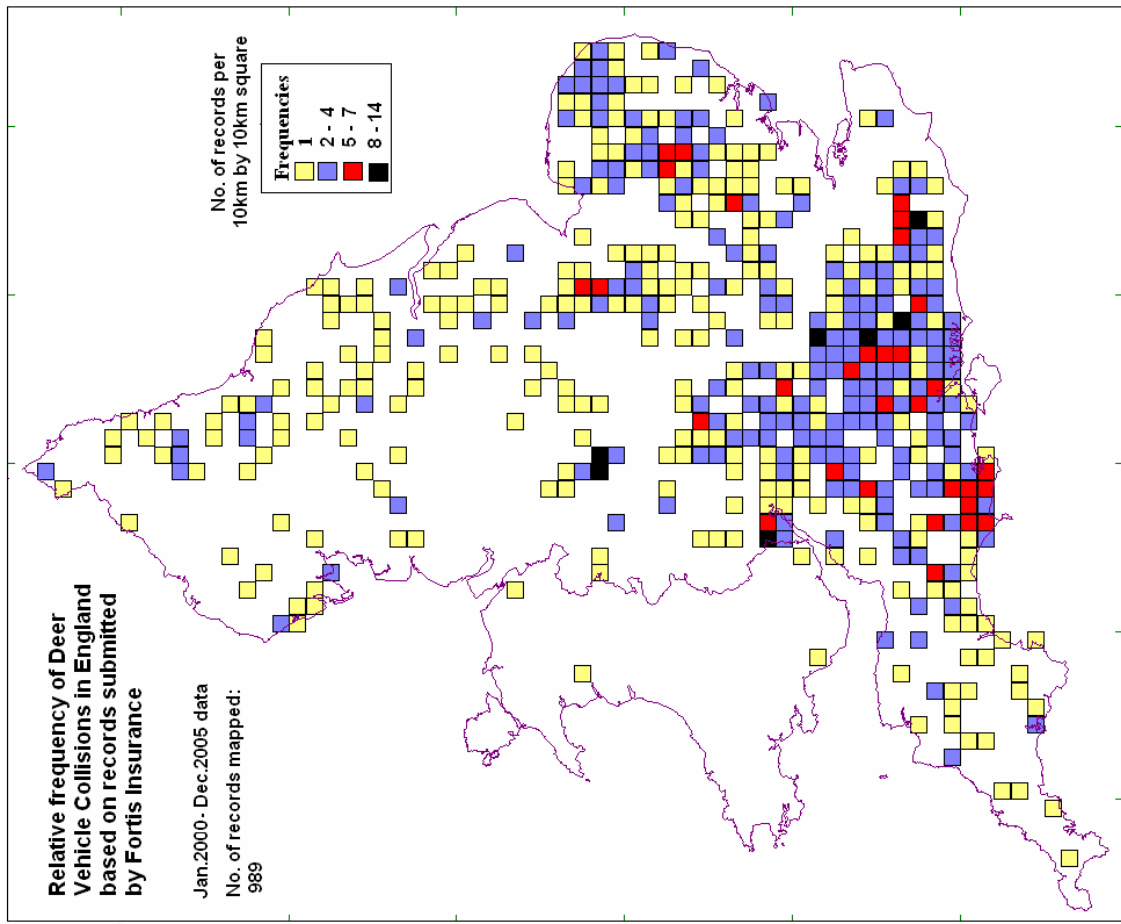 Relative frequency of Deer
Vehicle Collisions in England
based on records submitted
by Fortis Insurance
Jan.2000- Dec.2005 data
No. of records mapped:
989
No. of records per
10km by 10km square
Frequencies
1
2 - 4
5 - 7
8 - 14